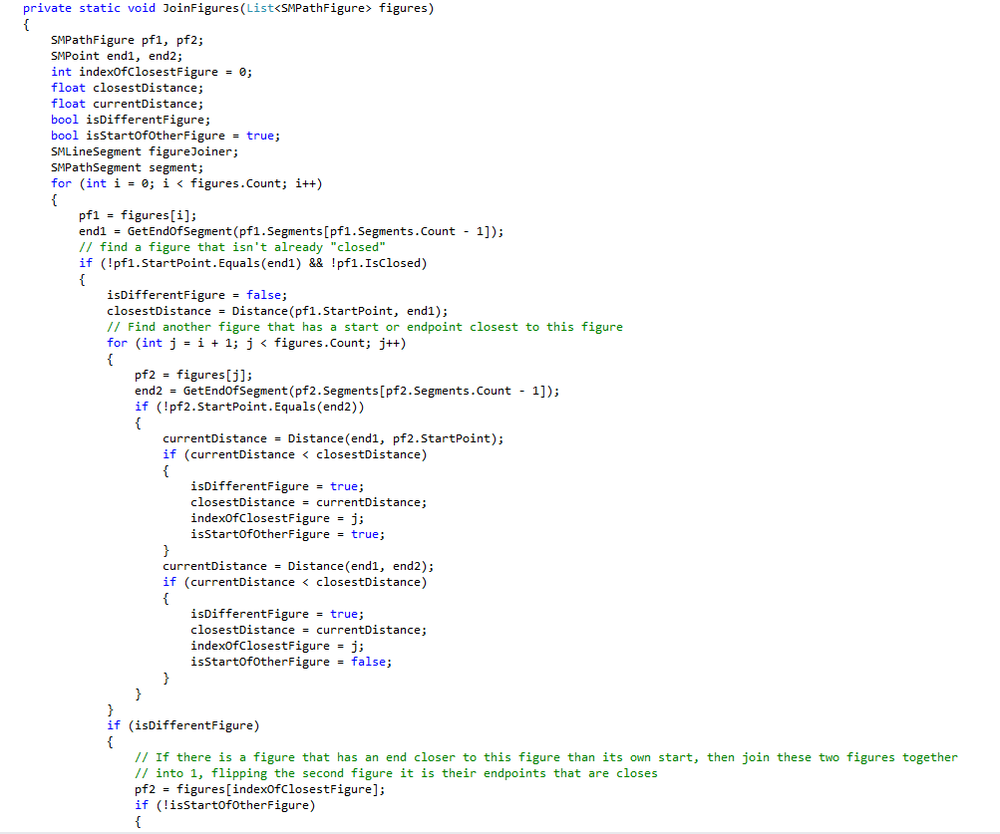 private static void JoinFigures(List<SMPathFigure> figures)
{
SMPathFigure pf1, pf2;
SMPoint end1, end2;
int indexOfClosestFigure = 0;
float closestDistance;
float currentDistance;
bool isDifferentFigure;
bool isStartOfOtherFigure = true;
SMLineSegment figureJoiner;
SMPathSegment segment;
for (int i = 0; i < figures.Count; i++)
{
pf1 = figures[i];
end1 = GetEndOfSegment(pf1.Segments[pf1.Segments.Count - 1]);
// find a figure that isn't already "closed"
if (!pf1.StartPoint.Equals(end1) && !pf1.IsClosed)
{
isDifferentFigure = false;
closestDistance = Distance(pf1.StartPoint, end1);
// Find another figure that has a start or endpoint closest to this figure
for (int j = i + 1; j < figures.Count; j++)
{
pf2 = figures[j];
end2 = GetEndOfSegment(pf2.Segments[pf2.Segments.Count - 1]);
if (!pf2.StartPoint.Equals(end2))
{
currentDistance = Distance(end1, pf2.StartPoint);
if (currentDistance < closestDistance)
{
isDifferentFigure = true;
closestDistance = currentDistance;
indexOfClosestFigure = j;
isStartOfOtherFigure = true;
}
currentDistance = Distance(end1, end2);
if (currentDistance < closestDistance)
{
isDifferentFigure = true;
closestDistance = currentDistance;
indexOfClosestFigure = j;
isStartOfOtherFigure = false;
}
}
}
if (isDifferentFigure)
{
// If there is a figure that has an end closer to this figure than its own start, then join these two figures together
// into 1, flipping the second figure it is their endpoints that are closes
pf2 = figures[indexOfClosestFigure];
if (!isStartOfOtherFigure)
{